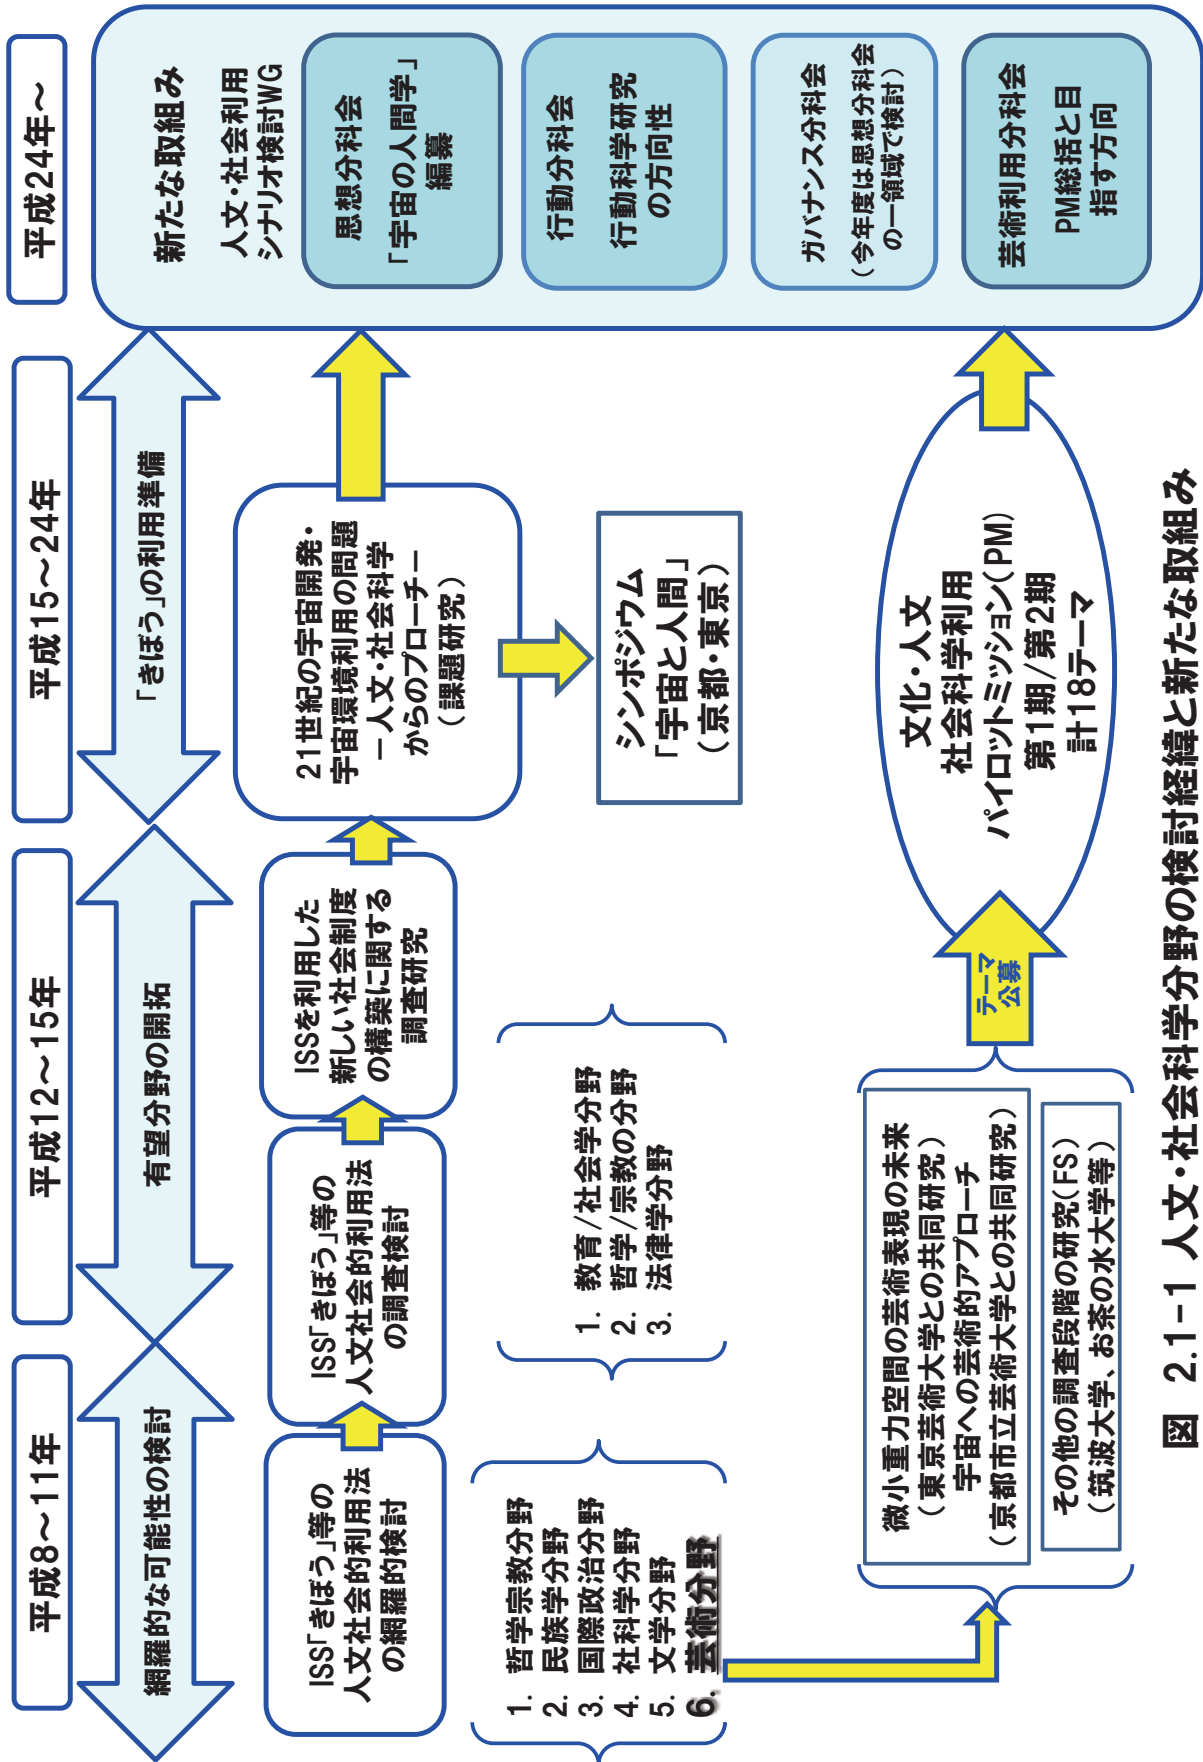 平成8～11年
平成12～15年
平成15～24年
平成24年～
網羅的な可能性の検討
有望分野の開拓
「きぼう」の利用準備
ISS「きぼう」等の
人文社会的利用法
の網羅的検討
ISS「きぼう」等の
人文社会的利用法
の調査検討
ISSを利用した
新しい社会制度
の構築に関する
調査研究
21世紀の宇宙開発・
宇宙環境利用の問題
－人文・社会科学
からのプローチ－
（課題研究）
シンポジウム
「宇宙と人間」
（京都・東京）
1. 哲学宗教分野
2. 民族学分野
3. 国際政治分野
4. 社科学分野
5. 文学分野
6. 芸術分野
1. 教育/社会学分野
2. 哲学/宗教の分野
3. 法律学分野
微小重力空間の芸術表現の未来
（東京芸術大学との共同研究）
宇宙への芸術的アプローチ
（京都市立芸術大学との共同研究）
その他の調査段階の研究（FS）
（筑波大学、お茶の水大学等）
テーマ
公募
文化・人文
社会科学利用
パイロットミッション（PM）
第1期/第2期
計18テーマ
新たな取組み
人文・社会利用
シナリオ検討WG
思想分科会
「宇宙の人間学」
編纂
行動分科会
行動科学研究
の方向性
ガバナンス分科会
（今年度は思想分科会
の一領域で検討）
芸術利用分科会
PM総括と目
指す方向
図 2.1-1 人文・社会科学分野の検討経緯と新たな取組み